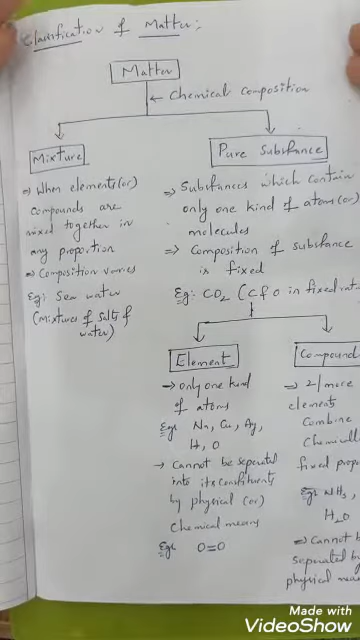 Classification of Matter:
Matter
← Chemical Composition
Mixture
⇒ When elements (or)
compounds are
mixed together in
any proportion
⇒ Composition varies
Eg: Sea water
(Mixtures of salts &
water)
Pure Substance
⇒ Substances which contain
only one kind of atoms (or)
molecules
⇒ Composition of substance
is fixed
Eg: CO2 (C & O in fixed
Element
→ only one kind
of atoms
Eg: Na, Cu, Ag,
H, O
→ Cannot be separated
into its constituents
by physical (or)
chemical means
Eg: O=O
Compound
⇒ 2/more
elements
Combine
Chemically
fixed
Eg: NH3,
H2O
⇒ Cannot be
separated by
physical
Made with
VideoShow